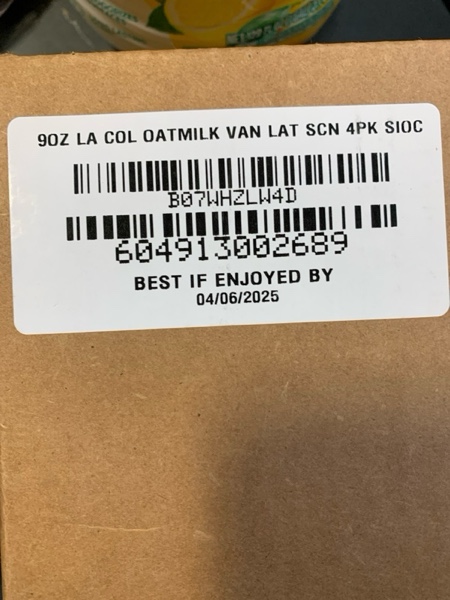 9OZ LA COL OATMILK VAN LAT SCN 4PK SIOC
B07WHZLW4D
604913002689
BEST IF ENJOYED BY
04/06/2025